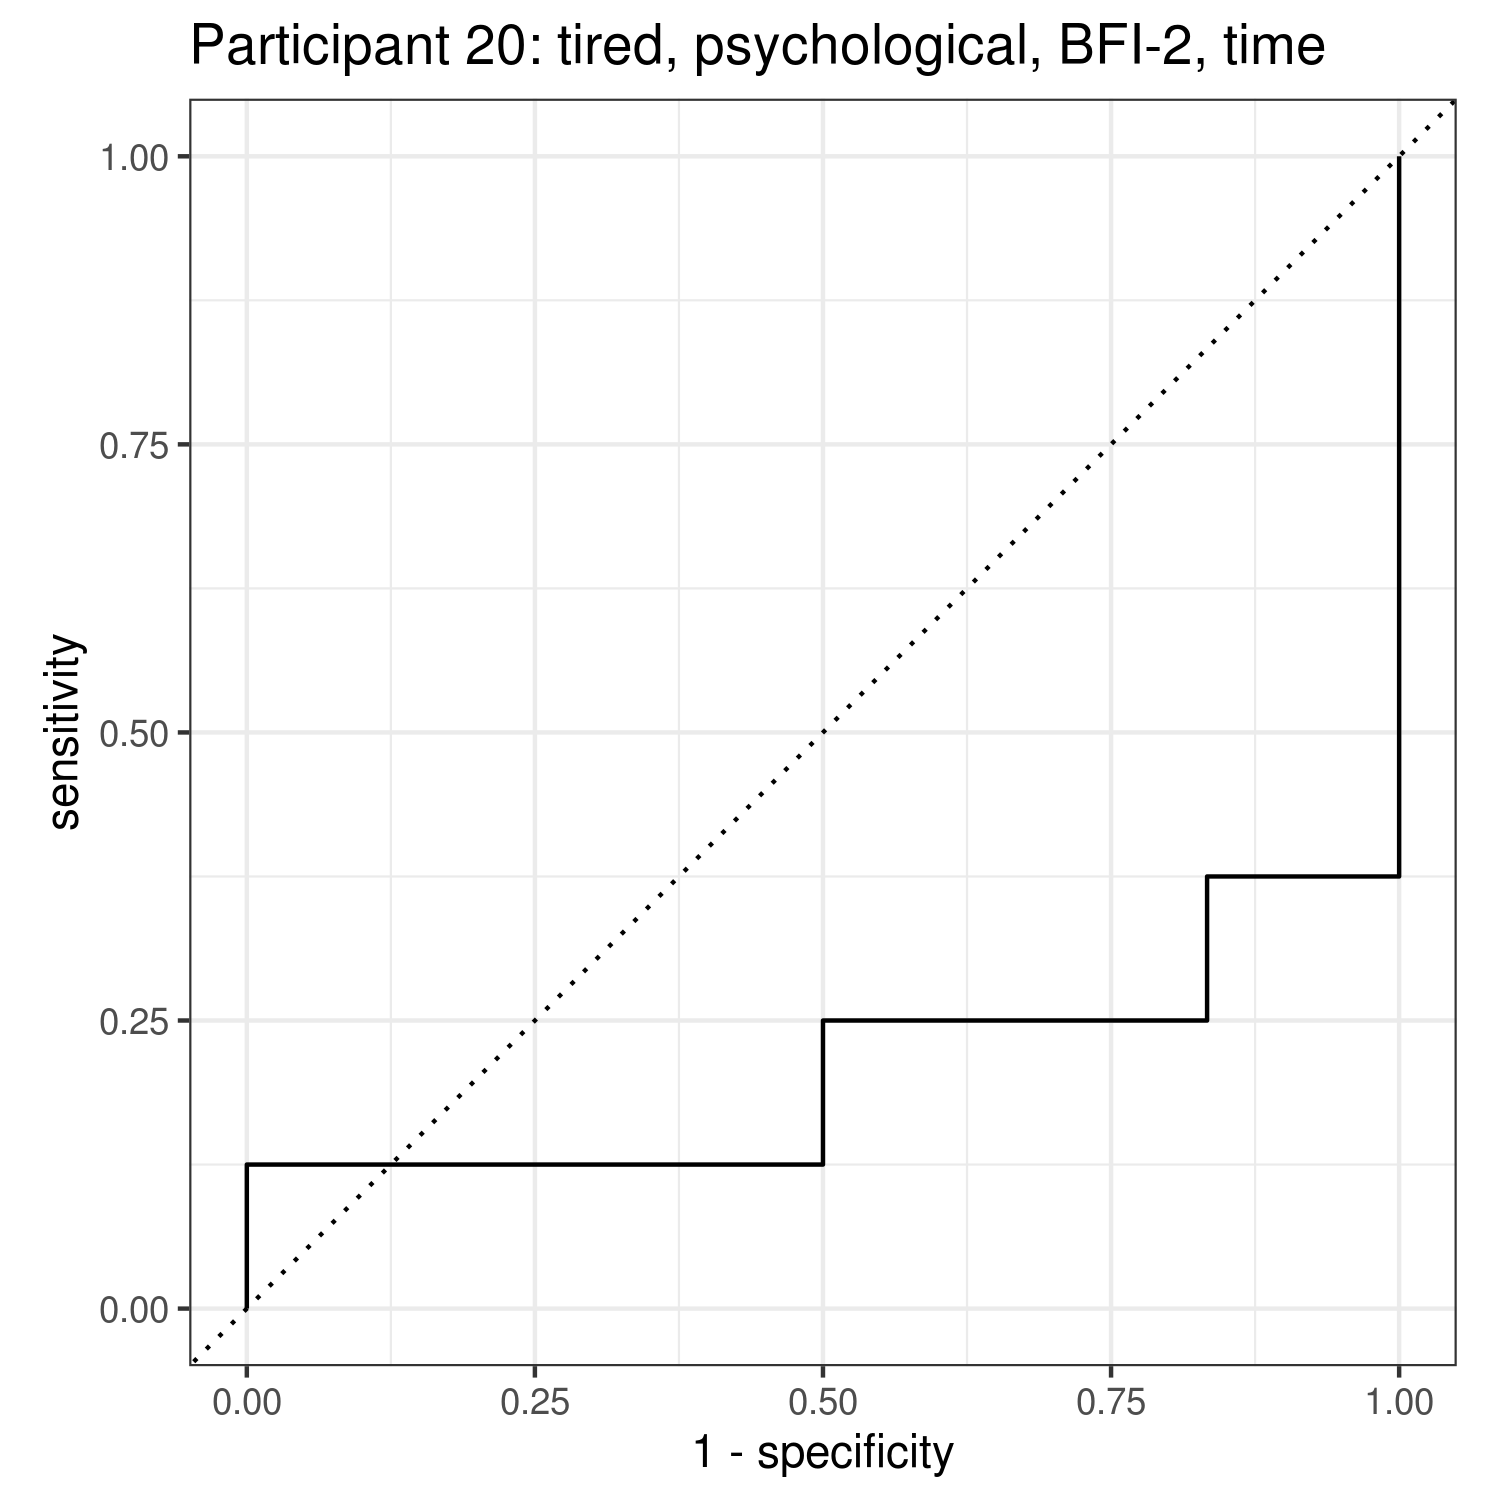 Participant 20: tired, psychological, BFI-2, time
1.00
0.75
0.50
0.25
0.00
sensitivity
0.00 0.25 0.50 0.75 1.00
1 - specificity